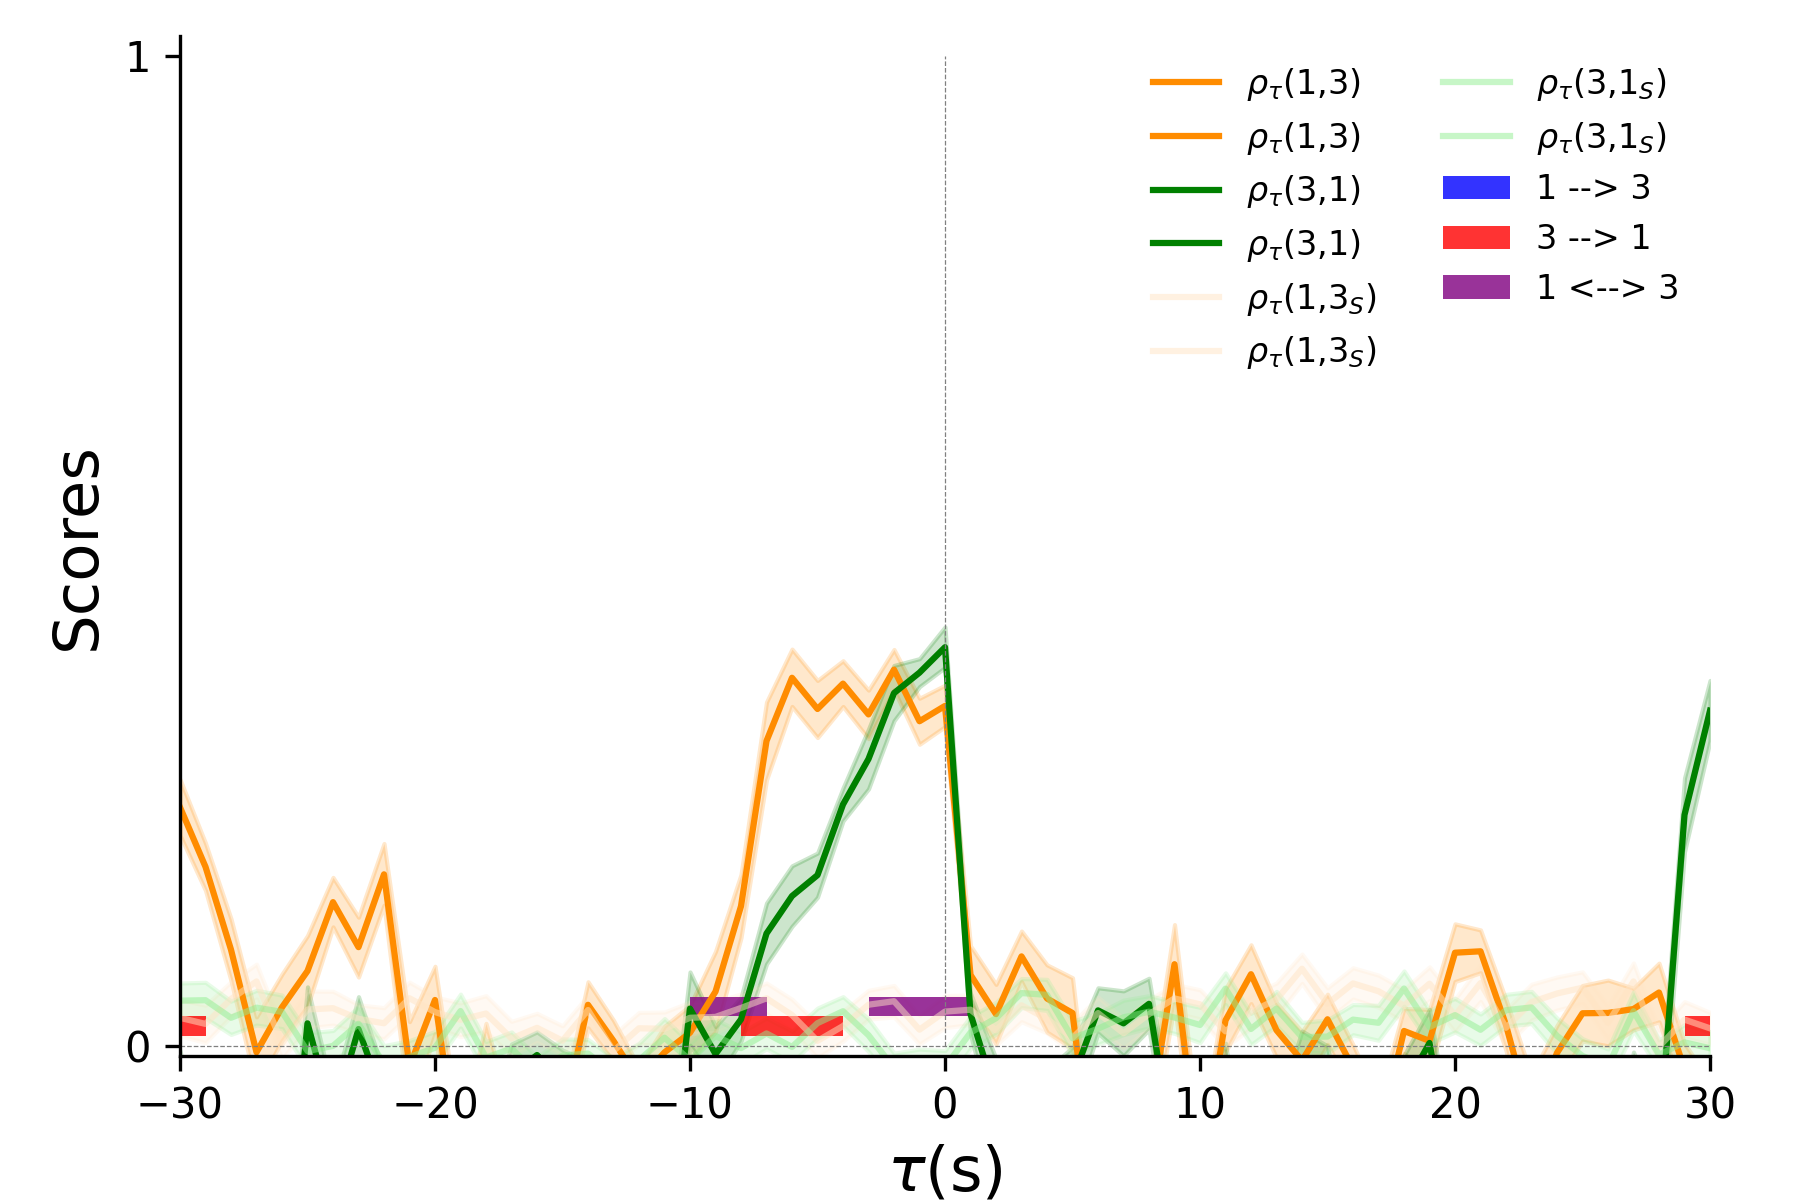 1
0
Scores
−30 −20 −10 0 10 20 30
τ(s)
ρτ(1,3)
ρτ(1,3)
ρτ(3,1)
ρτ(3,1)
ρτ(1,3S)
ρτ(1,3S)
ρτ(3,1S)
ρτ(3,1S)
1 --> 3
3 --> 1
1 <--> 3